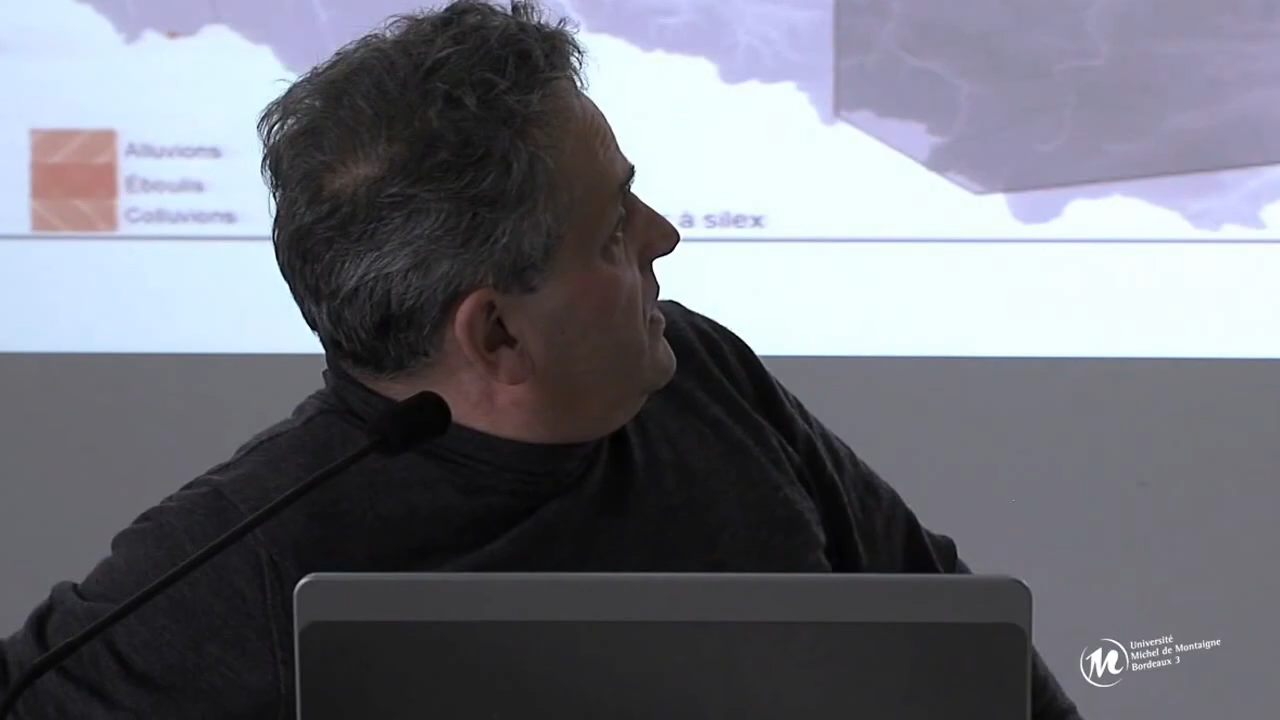 Alluvions
Éboulis
Colluvions
à silex
Université
Michel de Montaigne
Bordeaux 3